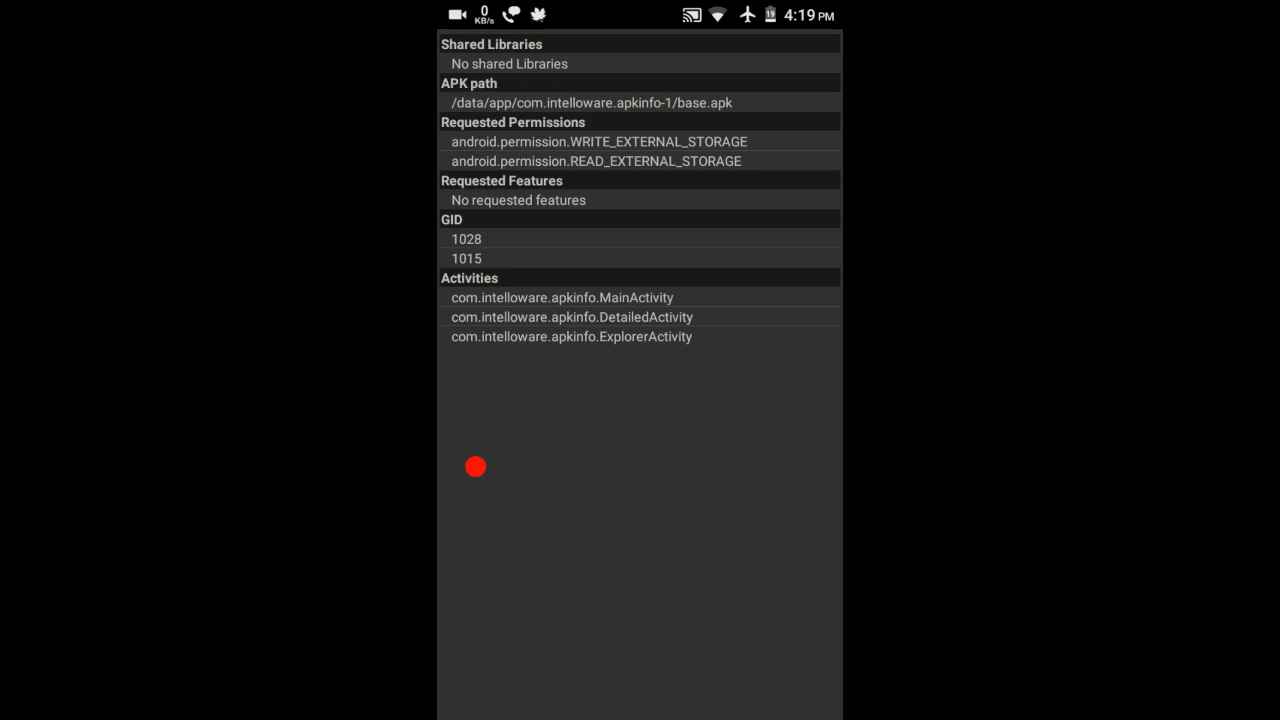 0
KB/s
19
4:19 PM
Shared Libraries
No shared Libraries
APK path
/data/app/com.intelloware.apkinfo-1/base.apk
Requested Permissions
android.permission.WRITE_EXTERNAL_STORAGE
android.permission.READ_EXTERNAL_STORAGE
Requested Features
No requested features
GID
1028
1015
Activities
com.intelloware.apkinfo.MainActivity
com.intelloware.apkinfo.DetailedActivity
com.intelloware.apkinfo.ExplorerActivity